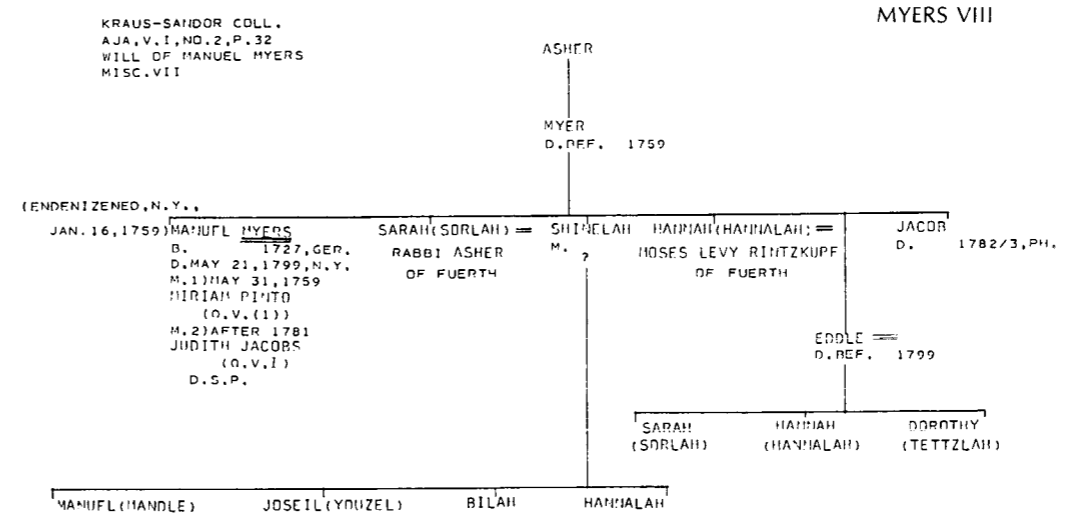 MYERS VIII
KRAUS-SANDOR COLL.
AJA,V.I,NO.2,P.32
WILL OF MANUEL MYERS
MISC.VII
ASHER
MYER
D.BEF. 1759
(ENDENIZENED,N.Y.,
JAN.16,1759)
MANUEL MYERS
B. 1727,GER.
D.MAY 21,1799,N.Y.
M.1)MAY 31,1759
MIRIAM PINTO
(Q.V.(1))
M.2)AFTER 1781
JUDITH JACOBS
(Q.V.I)
D.S.P.
SARAH(SORLAH) =
RABBI ASHER
OF FUERTH
SHINELAH
M. ?
HANNAH(HANNALAH) =
MOSES LEVY RINTZKUPF
OF FUERTH
JACOB
D. 1782/3,PH.
EDDLE =
D.BEF. 1799
SARAH
(SORLAH)
HANNAH
(HANNALAH)
DOROTHY
(TETTZLAH)
MANUEL(MANDLE)
JOSEIL(YOUZEL)
BILAH
HANNALAH